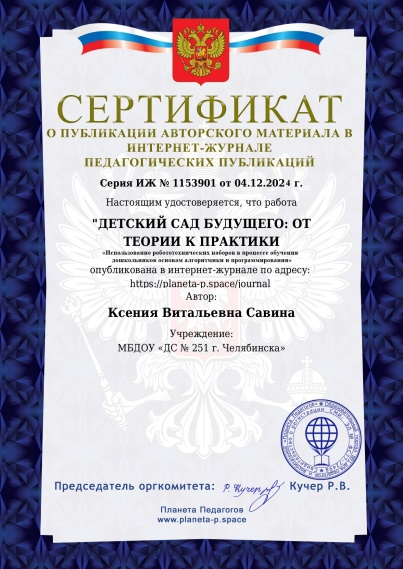 СЕРТИФИКАТ
О ПУБЛИКАЦИИ АВТОРСКОГО МАТЕРИАЛА В
ИНТЕРНЕТ-ЖУРНАЛЕ
ПЕДАГОГИЧЕСКИХ ПУБЛИКАЦИЙ
Серия ИЖ № 1153901 от 04.12.2024 г.
Настоящим удостоверяется, что работа
"ДЕТСКИЙ САД БУДУЩЕГО: ОТ
ТЕОРИИ К ПРАКТИКИ
«Использование робототехнических наборов в процессе обучения
дошкольников основам алгоритмики и программирования»
опубликована в интернет-журнале по адресу:
https://planeta-p.space/journal
Автор:
Ксения Витальевна Савина
Учреждение:
МБДОУ «ДС № 251 г. Челябинска»
Председатель оргкомитета: Р. Кучер Кучер Р.В.
Планета Педагогов
www.planeta-p.space